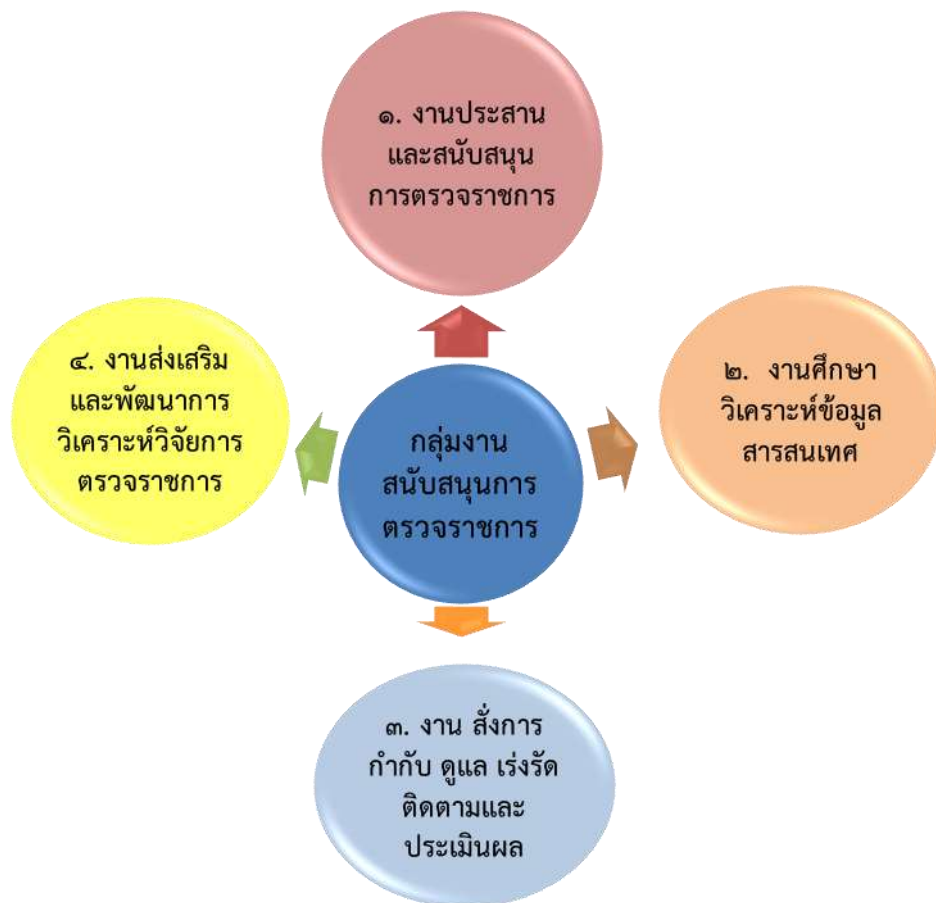 ๑. งานประสาน
และสนับสนุน
การตรวจราชการ
๒. งานศึกษา
วิเคราะห์ข้อมูล
สารสนเทศ
๓. งาน สั่งการ
กำกับ ดูแล เร่งรัด
ติดตามและ
ประเมินผล
๔. งานส่งเสริม
และพัฒนาการ
วิเคราะห์วิจัยการ
ตรวจราชการ
กลุ่มงาน
สนับสนุนการ
ตรวจราชการ